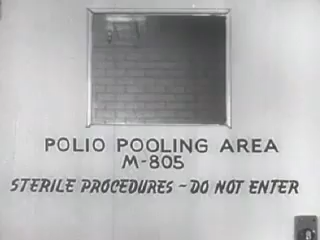 POLIO POOLING AREA
M-805
STERILE PROCEDURES - DO NOT ENTER